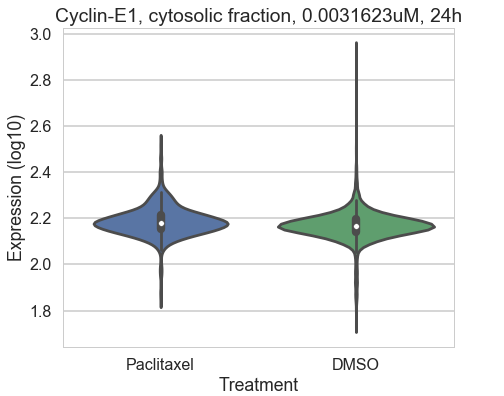 Cyclin-E1, cytosolic fraction, 0.0031623uM, 24h
Expression (log10)
3.0
2.8
2.6
2.4
2.2
2.0
1.8
Paclitaxel DMSO
Treatment